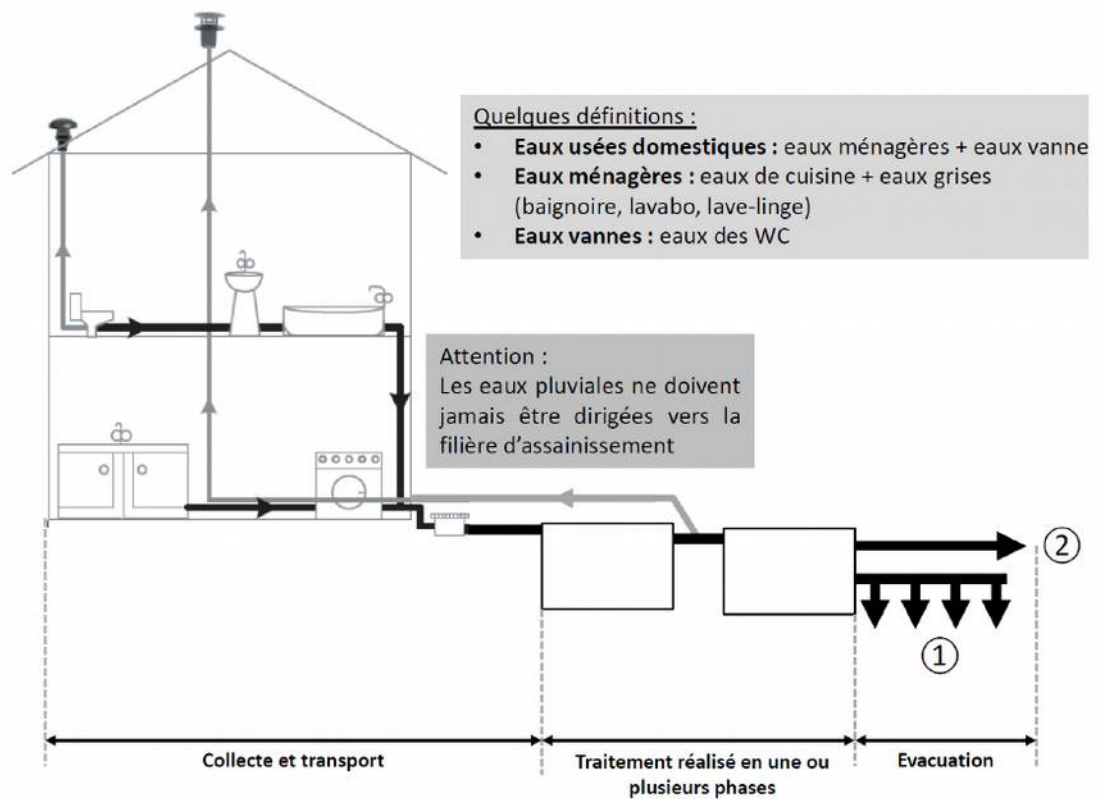 Quelques définitions :
• Eaux usées domestiques : eaux ménagères + eaux vanne
• Eaux ménagères : eaux de cuisine + eaux grises
(baignoire, lavabo, lave-linge)
• Eaux vannes : eaux des WC
Attention :
Les eaux pluviales ne doivent
jamais être dirigées vers la
filière d’assainissement
②
①
Collecte et transport
Traitement réalisé en une ou
plusieurs phases
Evacuation